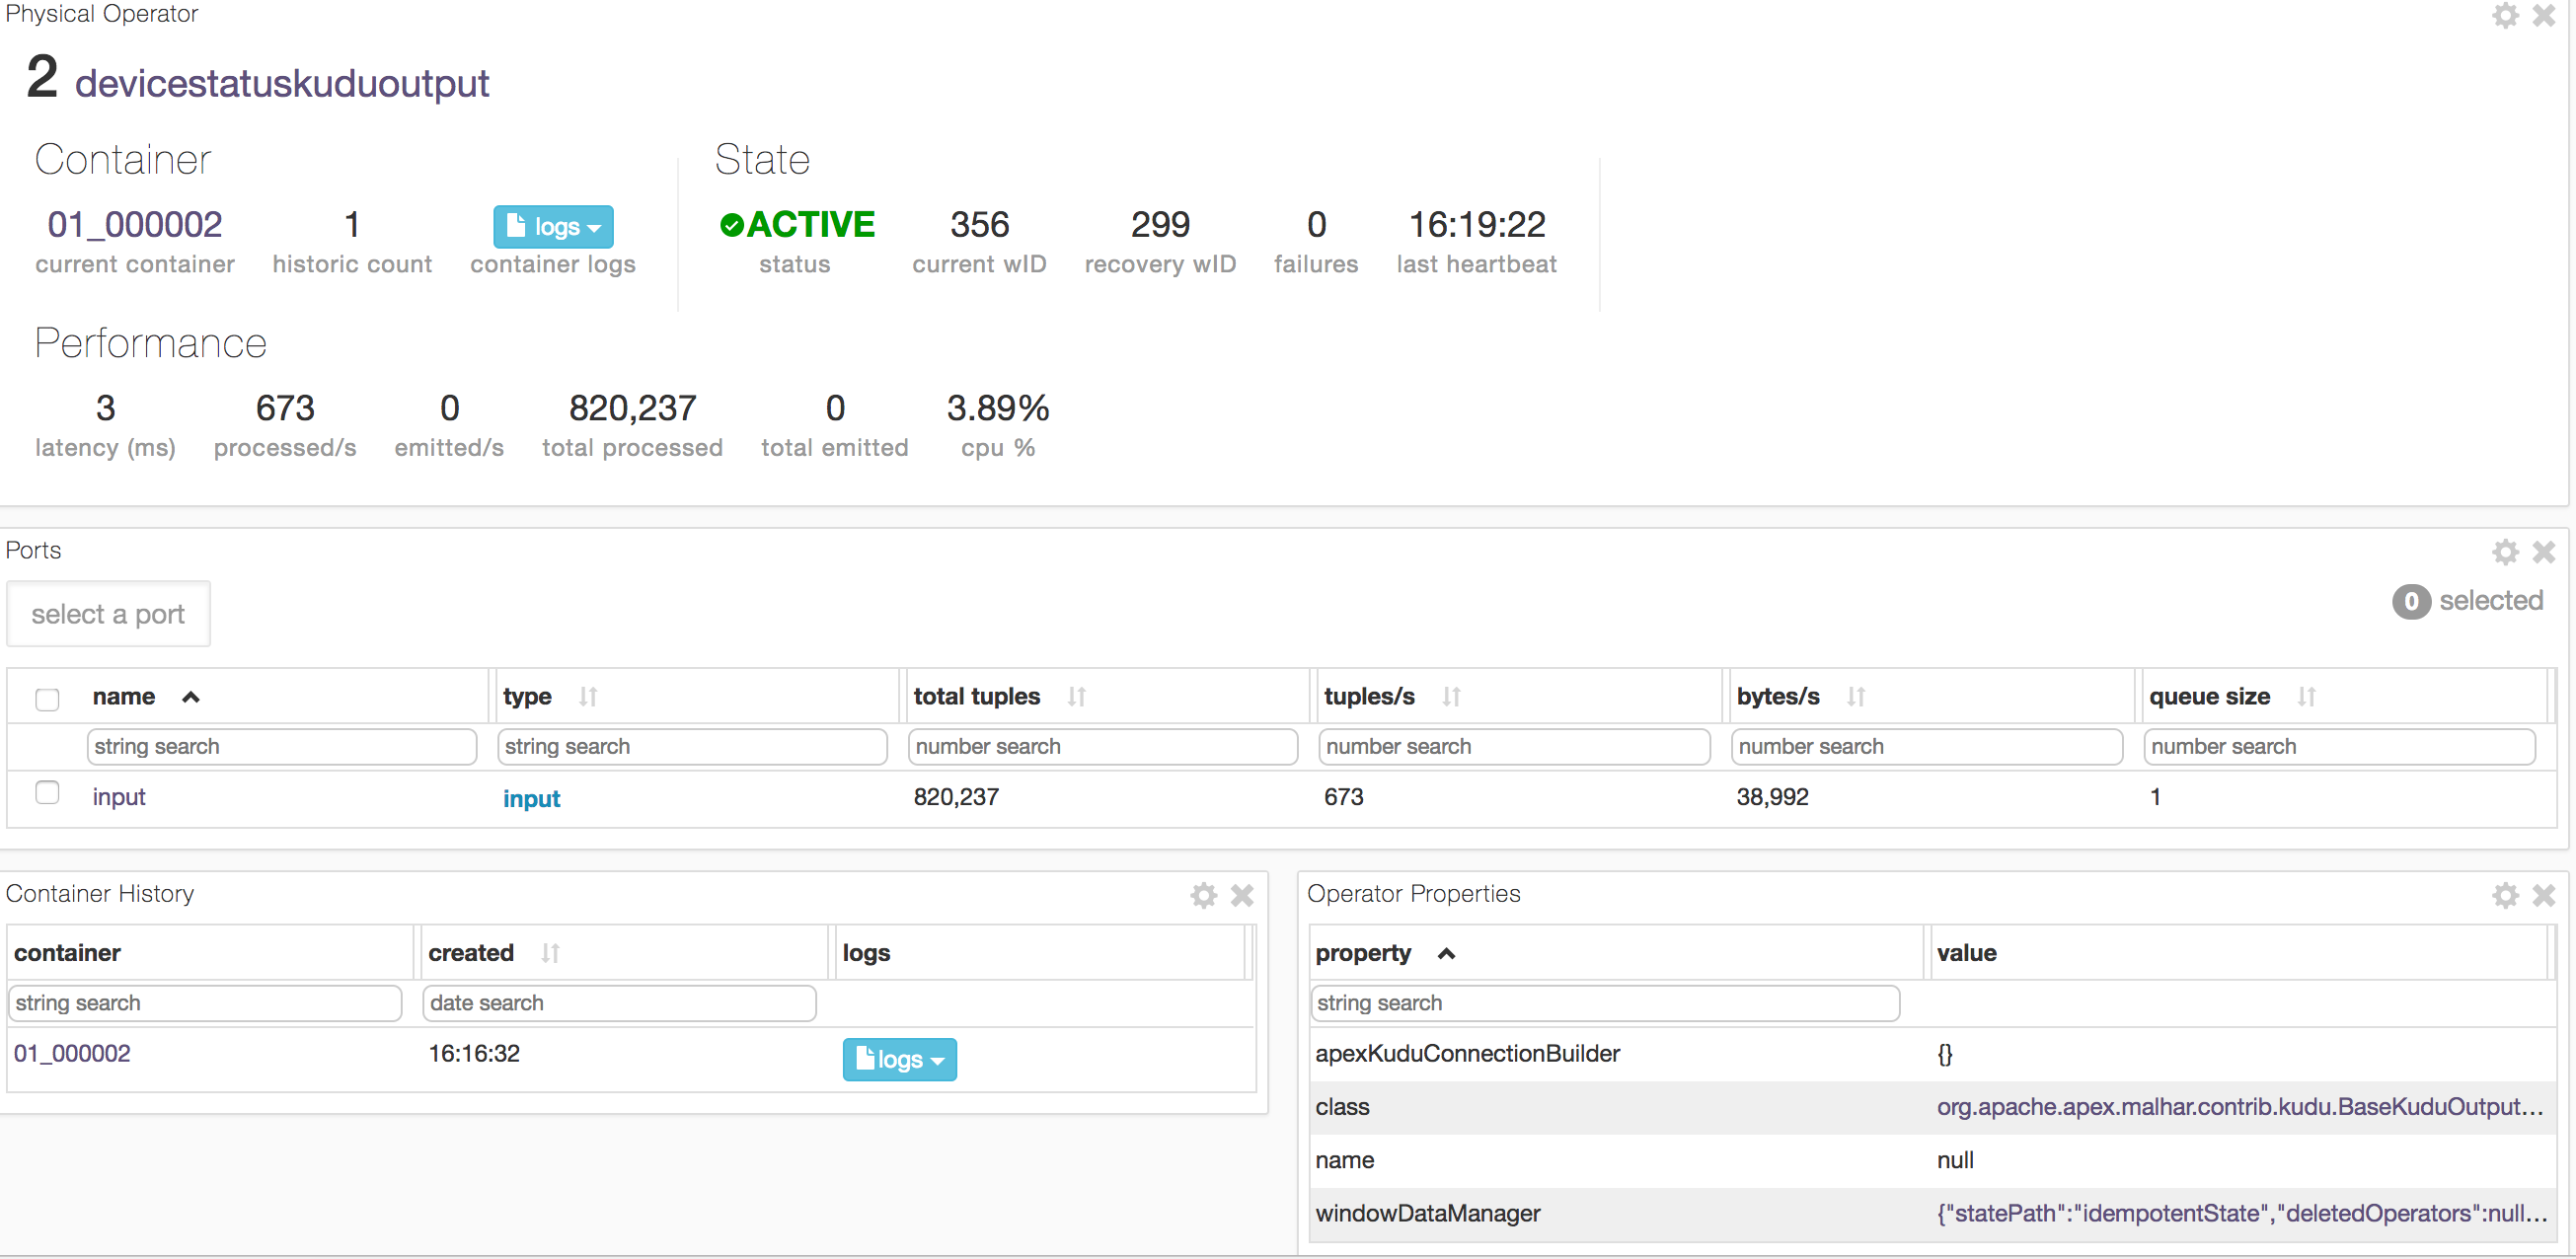 Physical Operator
2 devicestatuskuduoutput
Container
State
01_000002 1 logs
current container historic count container logs
ACTIVE 356 299 0 16:19:22
status current wID recovery wID failures last heartbeat
Performance
3 673 0 820,237 0 3.89%
latency (ms) processed/s emitted/s total processed total emitted cpu %
Ports
select a port
0 selected
name type total tuples tuples/s bytes/s queue size
string search string search number search number search number search number search
input input 820,237 673 38,992 1
Container History
container created logs
string search date search
01_000002 16:16:32 logs
Operator Properties
property value
string search
apexKuduConnectionBuilder {}
class org.apache.apex.malhar.contrib.kudu.BaseKuduOutput...
name null
windowDataManager {"statePath":"idempotentState","deletedOperators":null...